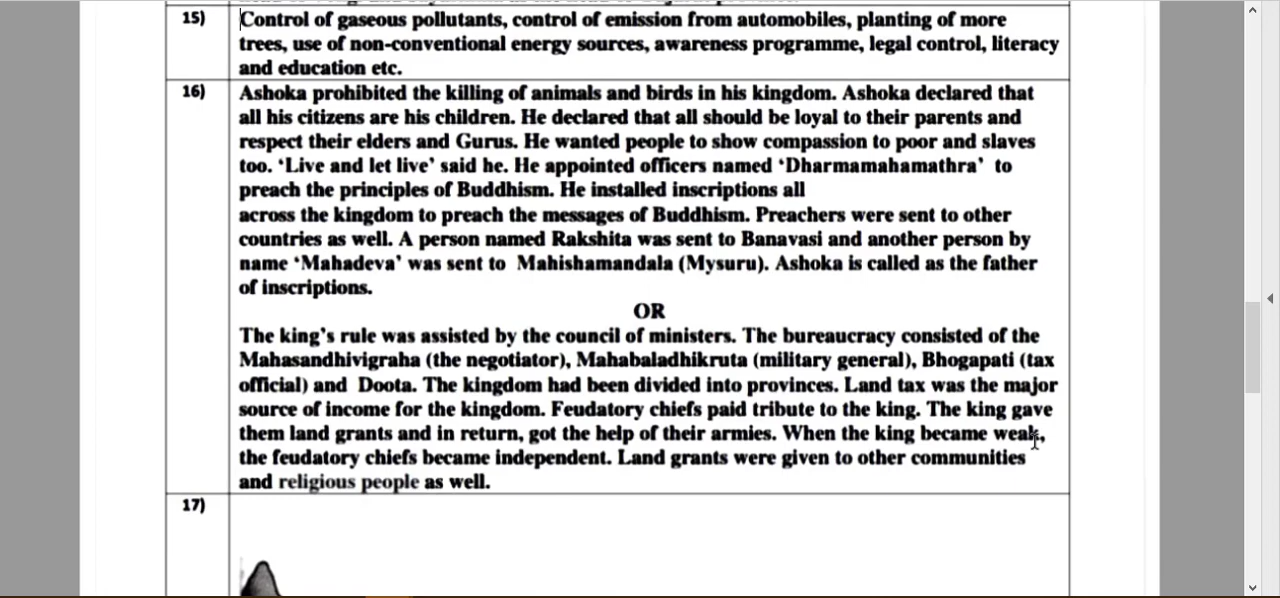 15) Control of gaseous pollutants, control of emission from automobiles, planting of more
trees, use of non-conventional energy sources, awareness programme, legal control, literacy
and education etc.
16) Ashoka prohibited the killing of animals and birds in his kingdom. Ashoka declared that
all his citizens are his children. He declared that all should be loyal to their parents and
respect their elders and Gurus. He wanted people to show compassion to poor and slaves
too. ‘Live and let live’ said he. He appointed officers named ‘Dharmamahamathra’ to
preach the principles of Buddhism. He installed inscriptions all
across the kingdom to preach the messages of Buddhism. Preachers were sent to other
countries as well. A person named Rakshita was sent to Banavasi and another person by
name ‘Mahadeva’ was sent to Mahishamandala (Mysuru). Ashoka is called as the father
of inscriptions.
OR
The king’s rule was assisted by the council of ministers. The bureaucracy consisted of the
Mahasandhivigraha (the negotiator), Mahabaladhikruta (military general), Bhogapati (tax
official) and Doota. The kingdom had been divided into provinces. Land tax was the major
source of income for the kingdom. Feudatory chiefs paid tribute to the king. The king gave
them land grants and in return, got the help of their armies. When the king became weak,
the feudatory chiefs became independent. Land grants were given to other communities
and religious people as well.
17)